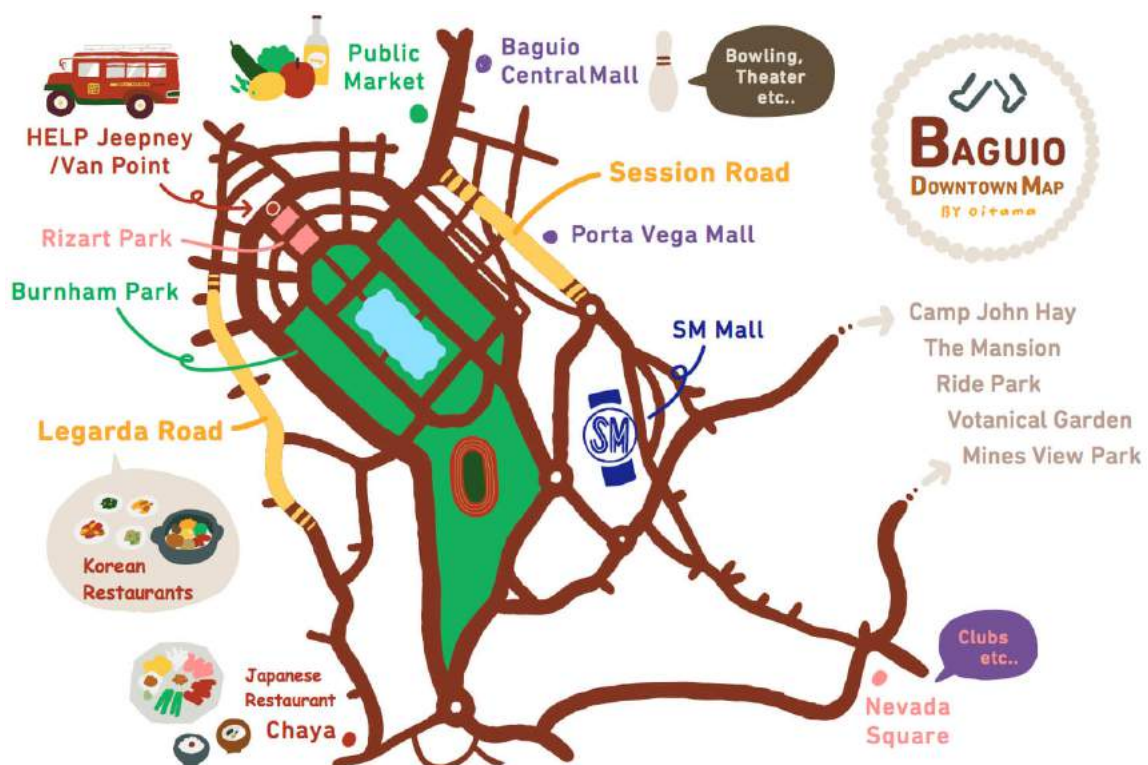 Public
Market
Baguio
Central Mall
Bowling,
Theater
etc..
BAGUIO
DOWNTOWN MAP
BY oitama
HELP Jeepney
/Van Point
Session Road
Rizart Park
Porta Vega Mall
Burnham Park
SM Mall
Camp John Hay
The Mansion
Ride Park
Votanical Garden
Mines View Park
SM
Legarda Road
Korean
Restaurants
Clubs
etc..
Japanese
Restaurant
Chaya
Nevada
Square